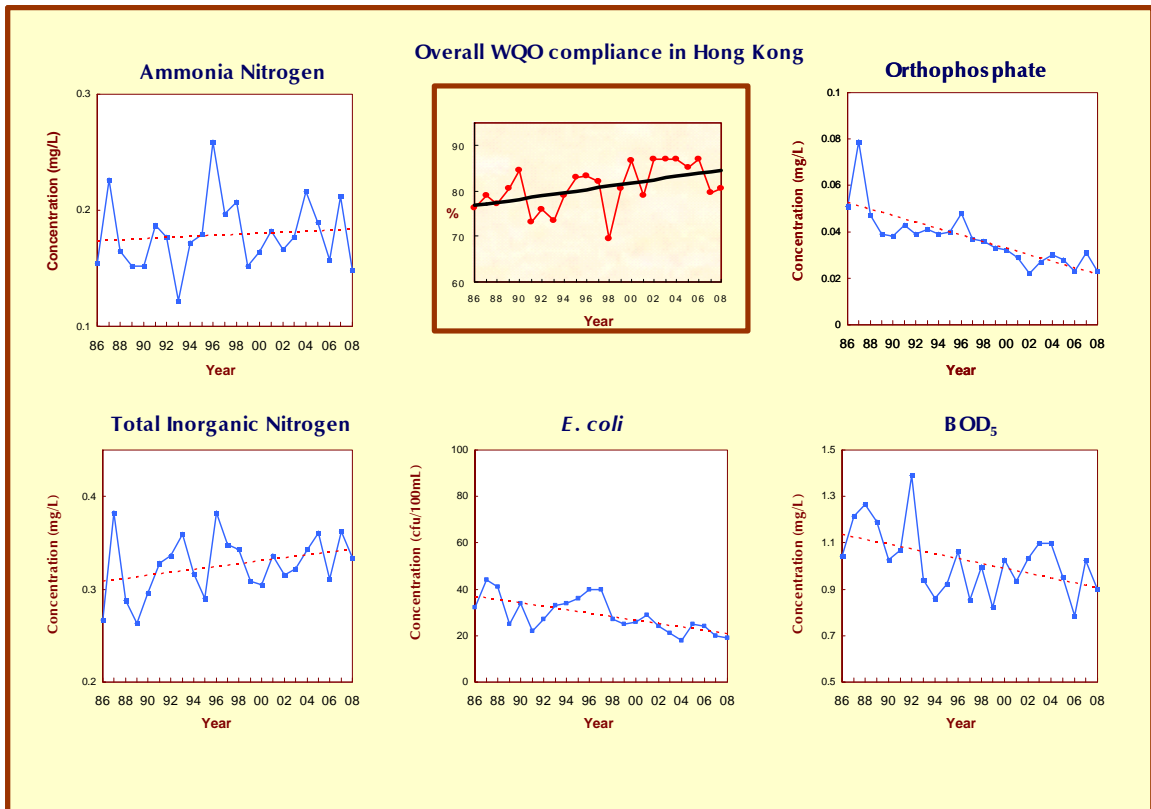 Overall WQO compliance in Hong Kong
Ammonia Nitrogen
Concentration (mg/L)
0.3
0.2
0.1
86 88 90 92 94 96 98 00 02 04 06 08
Year
%
90
80
70
60
86 88 90 92 94 96 98 00 02 04 06 08
Year
Orthophosphate
Concentration (mg/L)
0.1
0.08
0.06
0.04
0.02
0
86 88 90 92 94 96 98 00 02 04 06 08
Year
Total Inorganic Nitrogen
Concentration (mg/L)
0.4
0.3
0.2
86 88 90 92 94 96 98 00 02 04 06 08
Year
E. coli
Concentration (cfu/100mL)
100
80
60
40
20
0
86 88 90 92 94 96 98 00 02 04 06 08
Year
BOD₅
Concentration (mg/L)
1.5
1.3
1.1
0.9
0.7
0.5
86 88 90 92 94 96 98 00 02 04 06 08
Year